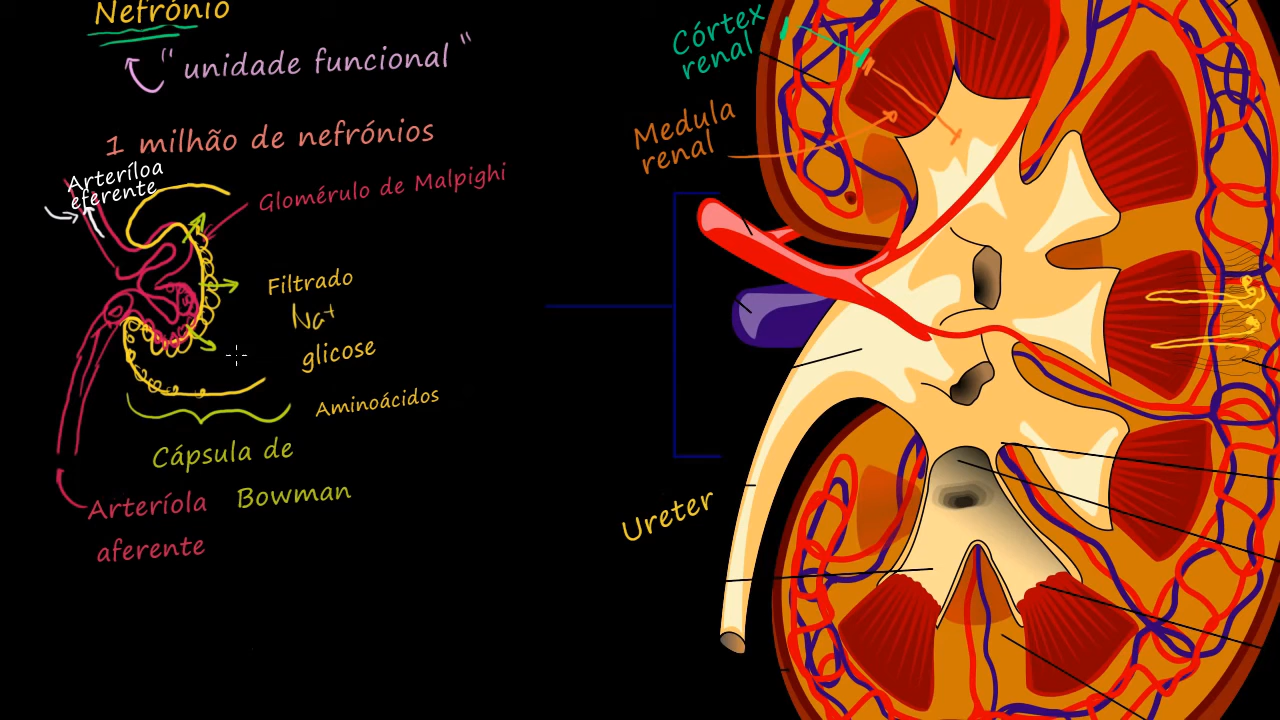 Nefrónio
" unidade funcional "
1 milhão de nefrónios
Arteríloa
eferente
Glomérulo de Malpighi
Filtrado
Na+
glicose
Aminoácidos
Cápsula de
Bowman
Arteríola
aferente
Córtex
renal
Medula
renal
Ureter